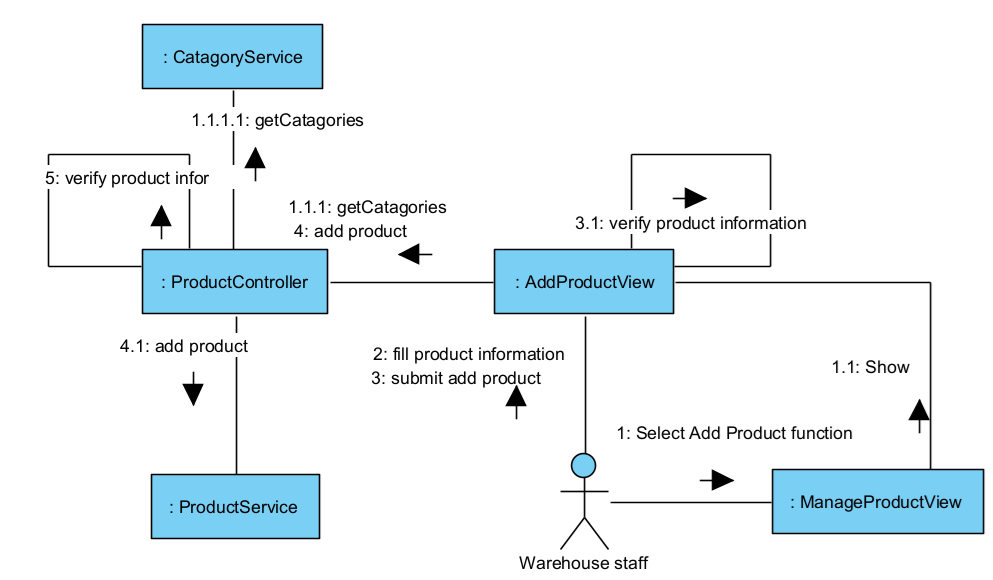 : CatagoryService
1.1.1.1: getCatagories
5: verify product infor
1.1.1: getCatagories
4: add product
3.1: verify product information
: ProductController
: AddProductView
4.1: add product
2: fill product information
3: submit add product
1.1: Show
1: Select Add Product function
: ProductService
: ManageProductView
Warehouse staff